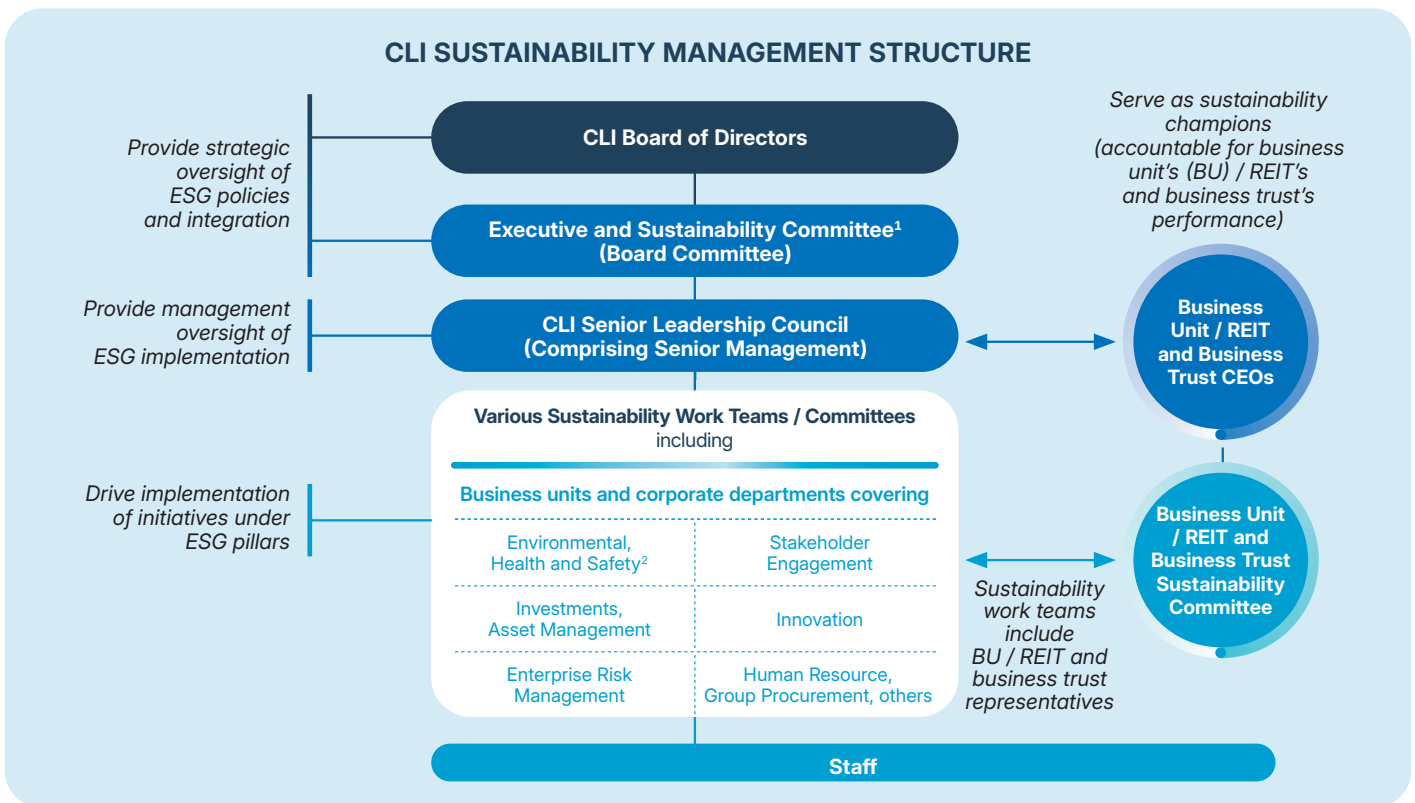 CLI SUSTAINABILITY MANAGEMENT STRUCTURE
Provide strategic
oversight of
ESG policies
and integration
CLI Board of Directors
Executive and Sustainability Committee¹
(Board Committee)
Serve as sustainability
champions
(accountable for business
unit's (BU) / REIT's
and business trust's
performance)
Provide management
oversight of
ESG implementation
CLI Senior Leadership Council
(Comprising Senior Management)
Business
Unit / REIT
and Business
Trust CEOs
Drive implementation
of initiatives under
ESG pillars
Various Sustainability Work Teams / Committees
including
Business units and corporate departments covering
Environmental,
Health and Safety²
Stakeholder
Engagement
Investments,
Asset Management
Innovation
Enterprise Risk
Management
Human Resource,
Group Procurement, others
Business Unit
/ REIT and
Business Trust
Sustainability
Committee
Sustainability
work teams
include
BU / REIT and
business trust
representatives
Staff